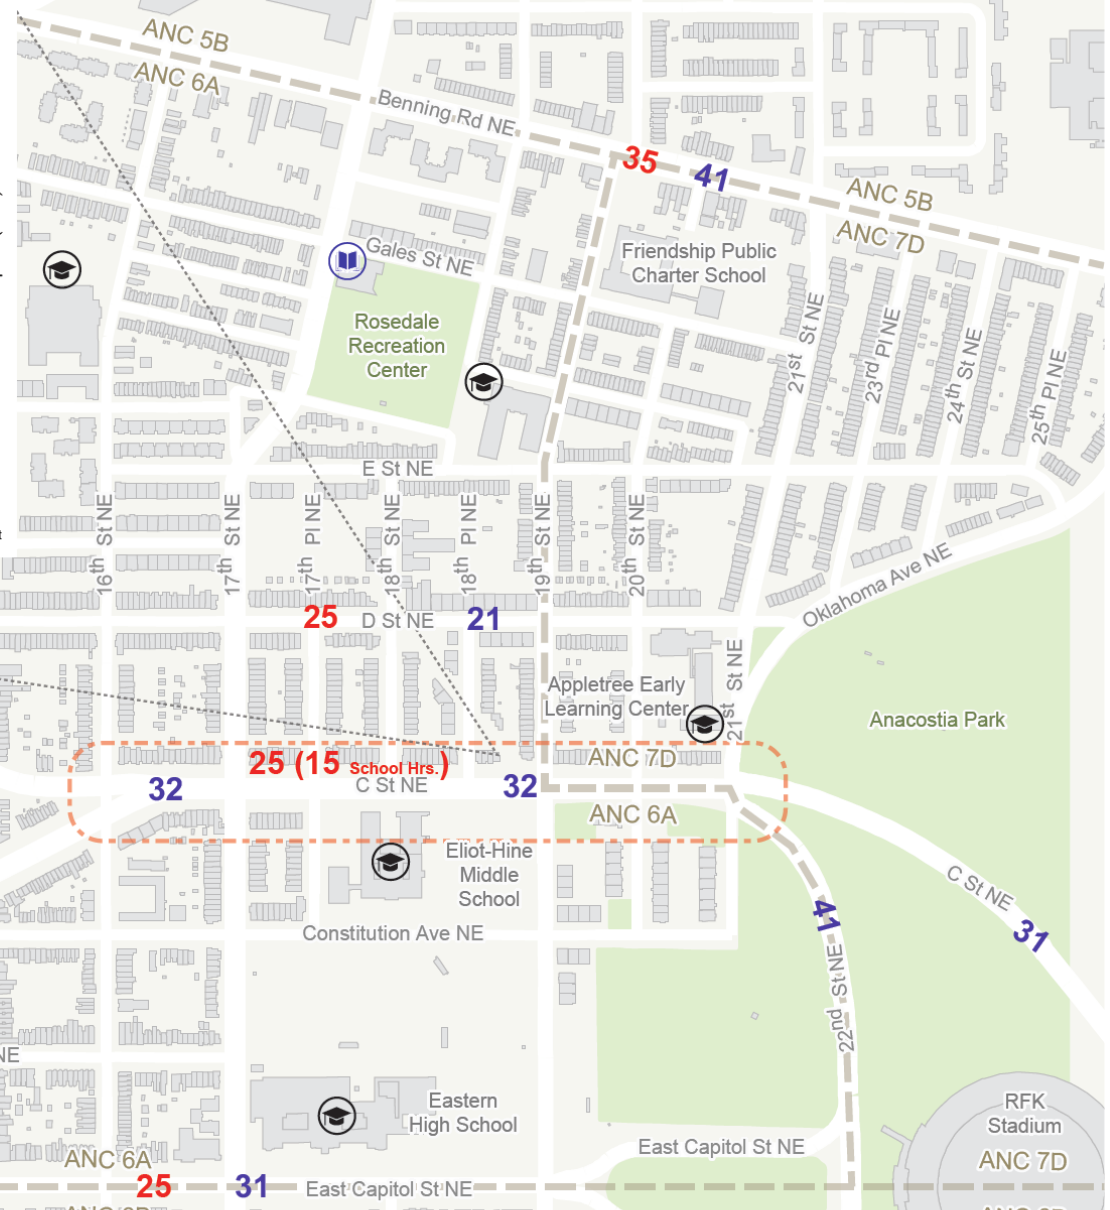 ANC 5B
ANC 6A
Benning Rd NE
35
41
ANC 5B
ANC 7D
Gales St NE
Friendship Public
Charter School
Rosedale
Recreation
Center
21st St NE
23rd Pl NE
24th St NE
25th Pl NE
E St NE
16th St NE
17th St NE
17th Pl NE
18th St NE
18th Pl NE
19th St NE
20th St NE
Oklahoma Ave NE
25
D St NE
21
21st St NE
Appletree Early
Learning Center
Anacostia Park
ANC 7D
25 (15 School Hrs.)
C St NE
32
32
ANC 6A
Eliot-Hine
Middle
School
C St NE
31
41
Constitution Ave NE
22nd St NE
NE
Eastern
High School
RFK
Stadium
East Capitol St NE
ANC 6A
ANC 7D
25
31
East Capitol St NE